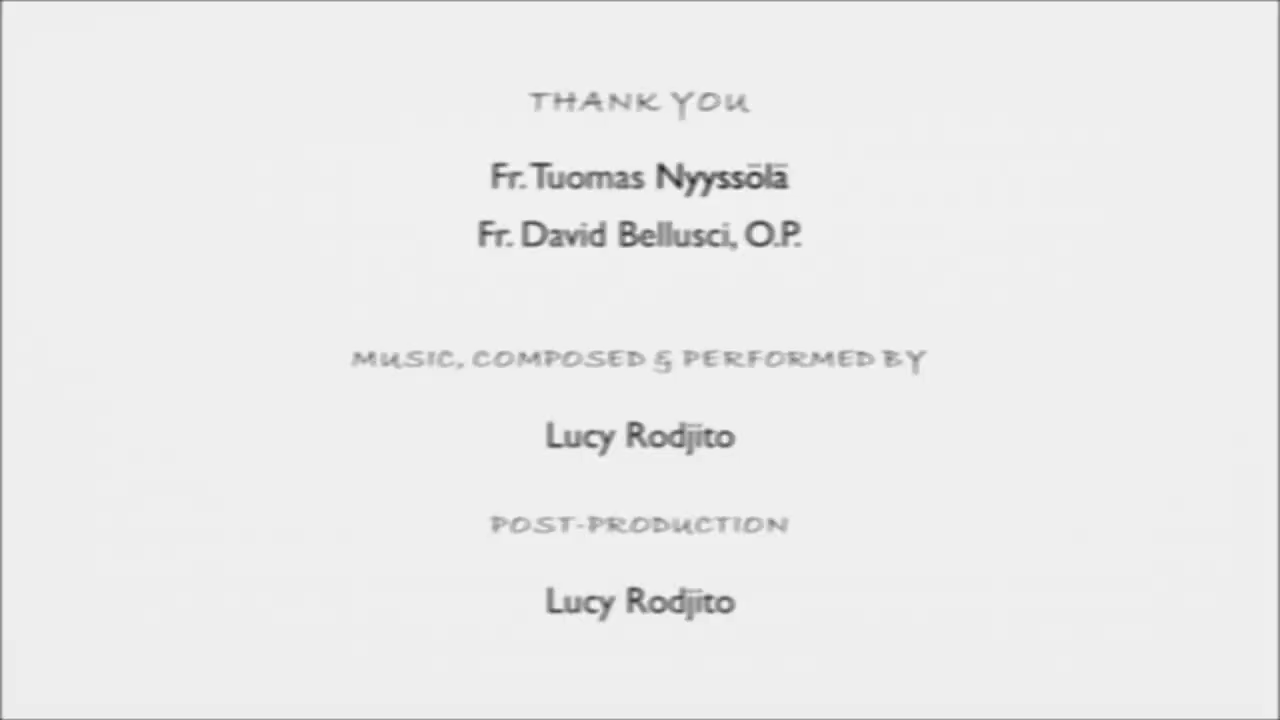 THANK YOU
Fr. Tuomas Nyyssölä
Fr. David Bellusci, O.P.
MUSIC, COMPOSED & PERFORMED BY
Lucy Rodjito
POST-PRODUCTION
Lucy Rodjito